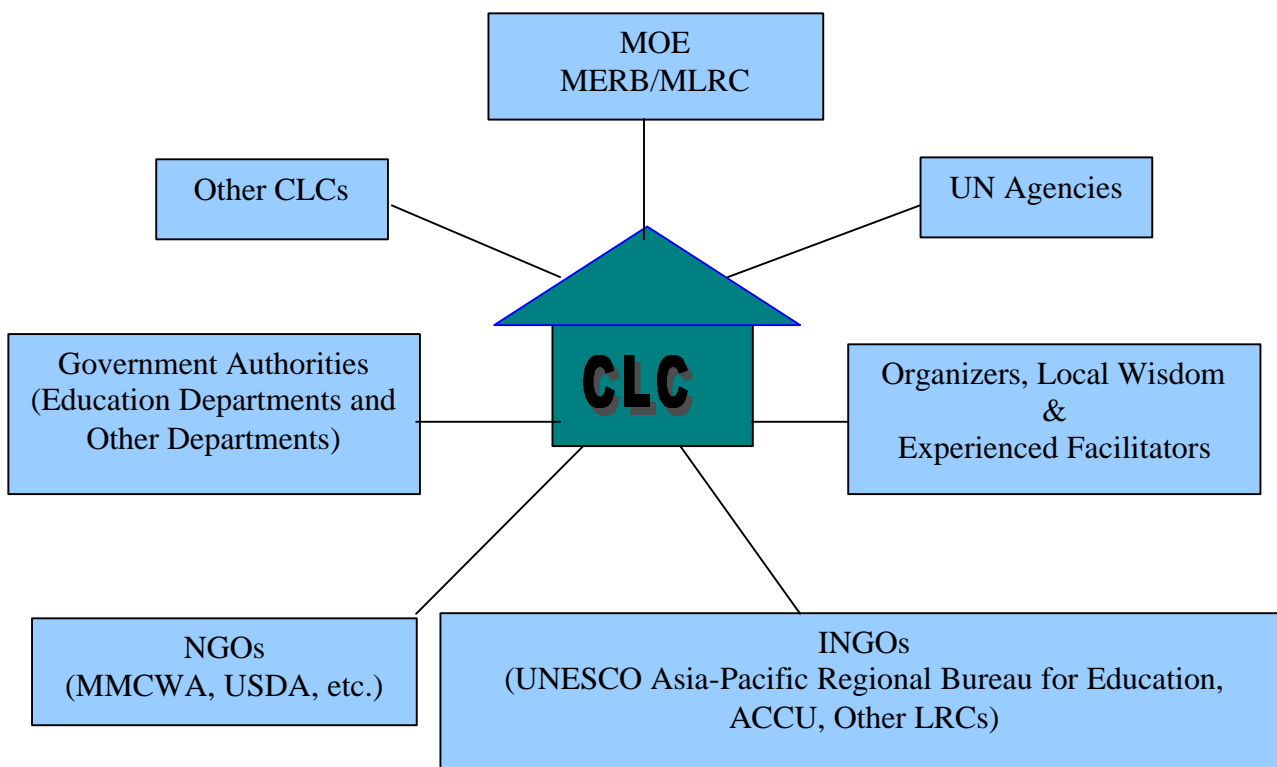 MOE
MERB/MLRC
Other CLCs
UN Agencies
Government Authorities
(Education Departments and
Other Departments)
CLC
Organizers, Local Wisdom
&
Experienced Facilitators
NGOs
(MMCWA, USDA, etc.)
INGOs
(UNESCO Asia-Pacific Regional Bureau for Education,
ACCU, Other LRCs)